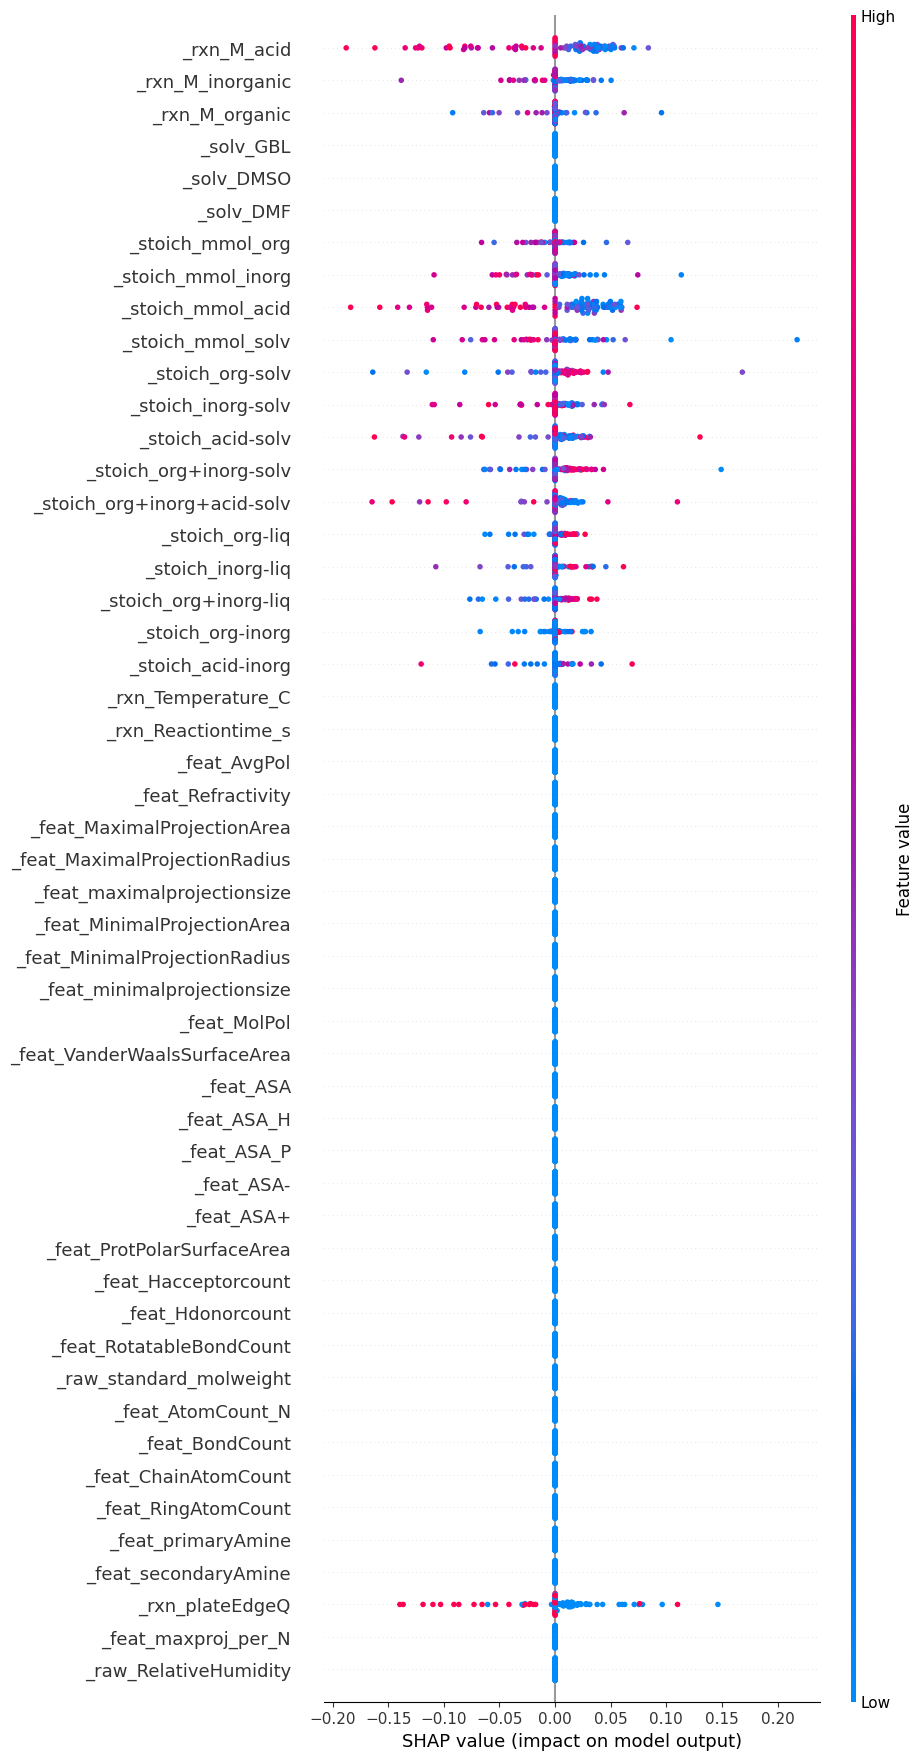 High
_rxn_M_acid
_rxn_M_inorganic
_rxn_M_organic
_solv_GBL
_solv_DMSO
_solv_DMF
_stoich_mmol_org
_stoich_mmol_inorg
_stoich_mmol_acid
_stoich_mmol_solv
_stoich_org-solv
_stoich_inorg-solv
_stoich_acid-solv
_stoich_org+inorg-solv
_stoich_org+inorg+acid-solv
_stoich_org-liq
_stoich_inorg-liq
_stoich_org+inorg-liq
_stoich_org-inorg
_stoich_acid-inorg
_rxn_Temperature_C
_rxn_Reactiontime_s
_feat_AvgPol
_feat_Refractivity
_feat_MaximalProjectionArea
_feat_MaximalProjectionRadius
_feat_maximalprojectionsize
_feat_MinimalProjectionArea
_feat_MinimalProjectionRadius
_feat_minimalprojectionsize
_feat_MolPol
_feat_VanderWaalsSurfaceArea
_feat_ASA
_feat_ASA_H
_feat_ASA_P
_feat_ASA-
_feat_ASA+
_feat_ProtPolarSurfaceArea
_feat_Hacceptorcount
_feat_Hdonorcount
_feat_RotatableBondCount
_raw_standard_molweight
_feat_AtomCount_N
_feat_BondCount
_feat_ChainAtomCount
_feat_RingAtomCount
_feat_primaryAmine
_feat_secondaryAmine
_rxn_plateEdgeQ
_feat_maxproj_per_N
_raw_RelativeHumidity
Feature value
Low
−0.20 −0.15 −0.10 −0.05 0.00 0.05 0.10 0.15 0.20
SHAP value (impact on model output)